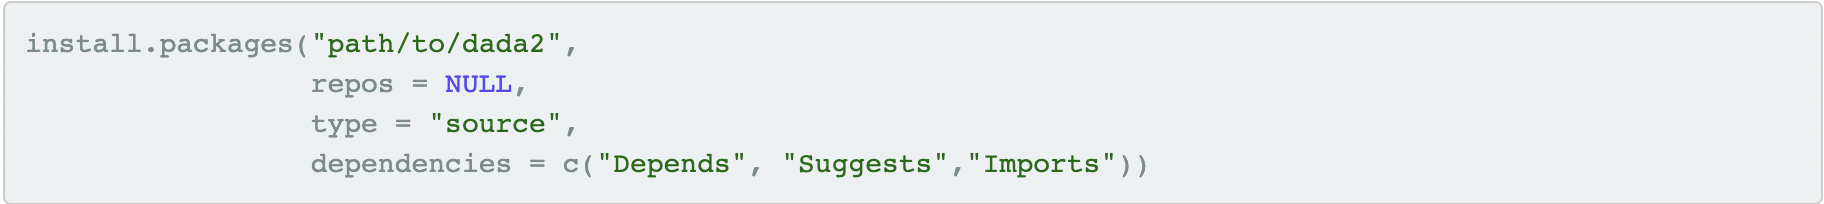 install.packages("path/to/dada2",
                 repos = NULL,
                 type = "source",
                 dependencies = c("Depends", "Suggests","Imports"))